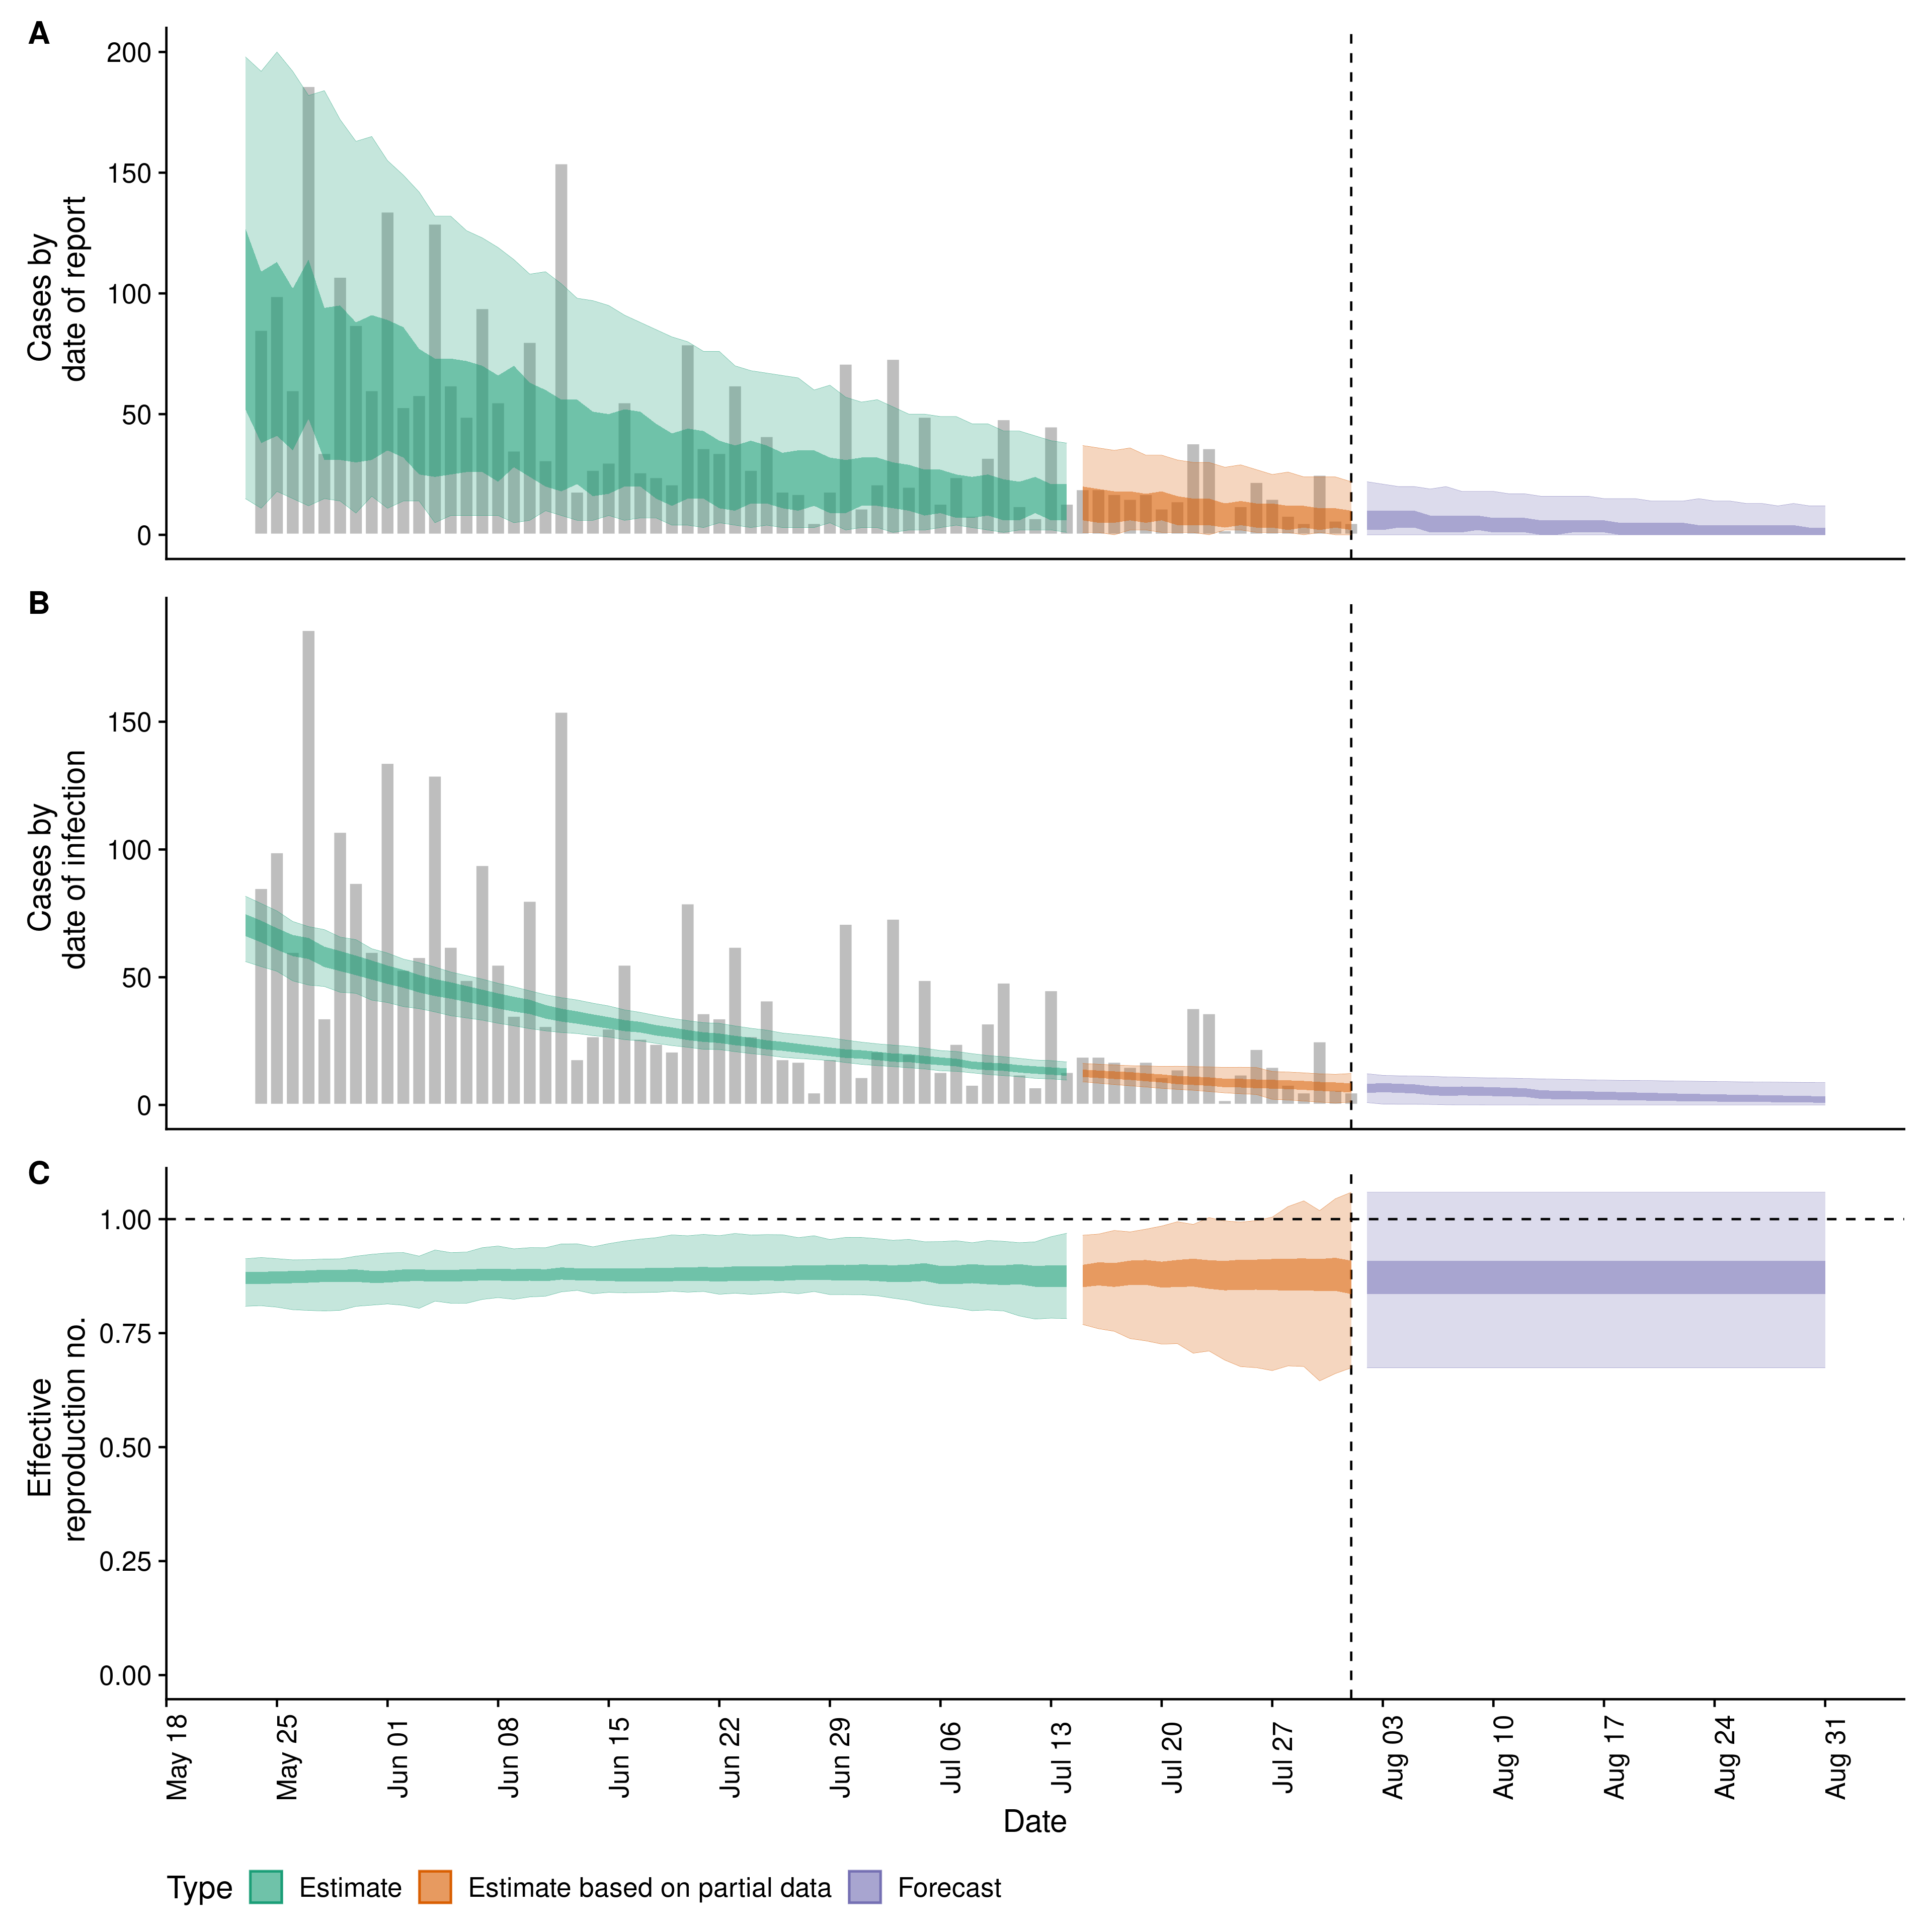 A
Cases by
date of report
200
150
100
50
0
B
Cases by
date of infection
150
100
50
0
C
Effective
reproduction no.
1.00
0.75
0.50
0.25
0.00
May 18
May 25
Jun 01
Jun 08
Jun 15
Jun 22
Jun 29
Jul 06
Jul 13
Jul 20
Jul 27
Aug 03
Aug 10
Aug 17
Aug 24
Aug 31
Date
Type Estimate Estimate based on partial data Forecast